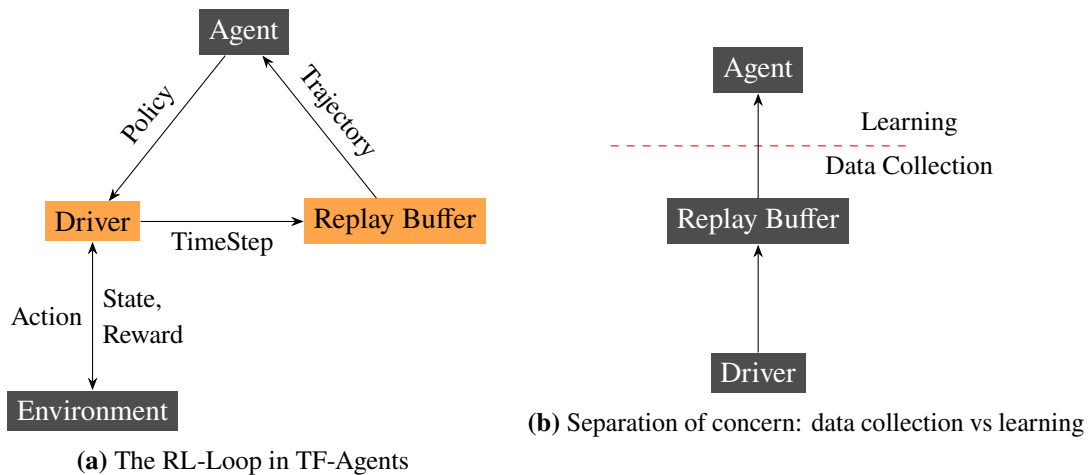 Agent
Policy
Trajectory
Driver
TimeStep
Replay Buffer
Action
State,
Reward
Environment
(a) The RL-Loop in TF-Agents
Agent
Learning
Data Collection
Replay Buffer
Driver
(b) Separation of concern: data collection vs learning